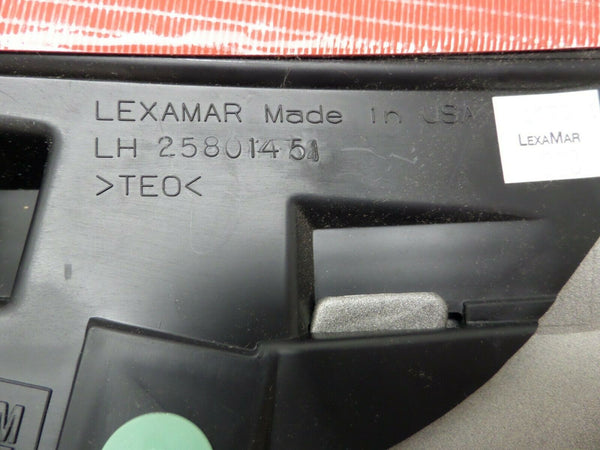 LEXAMAR Made In USA
LEXAMAR
LH 25801451
>TEO<
M